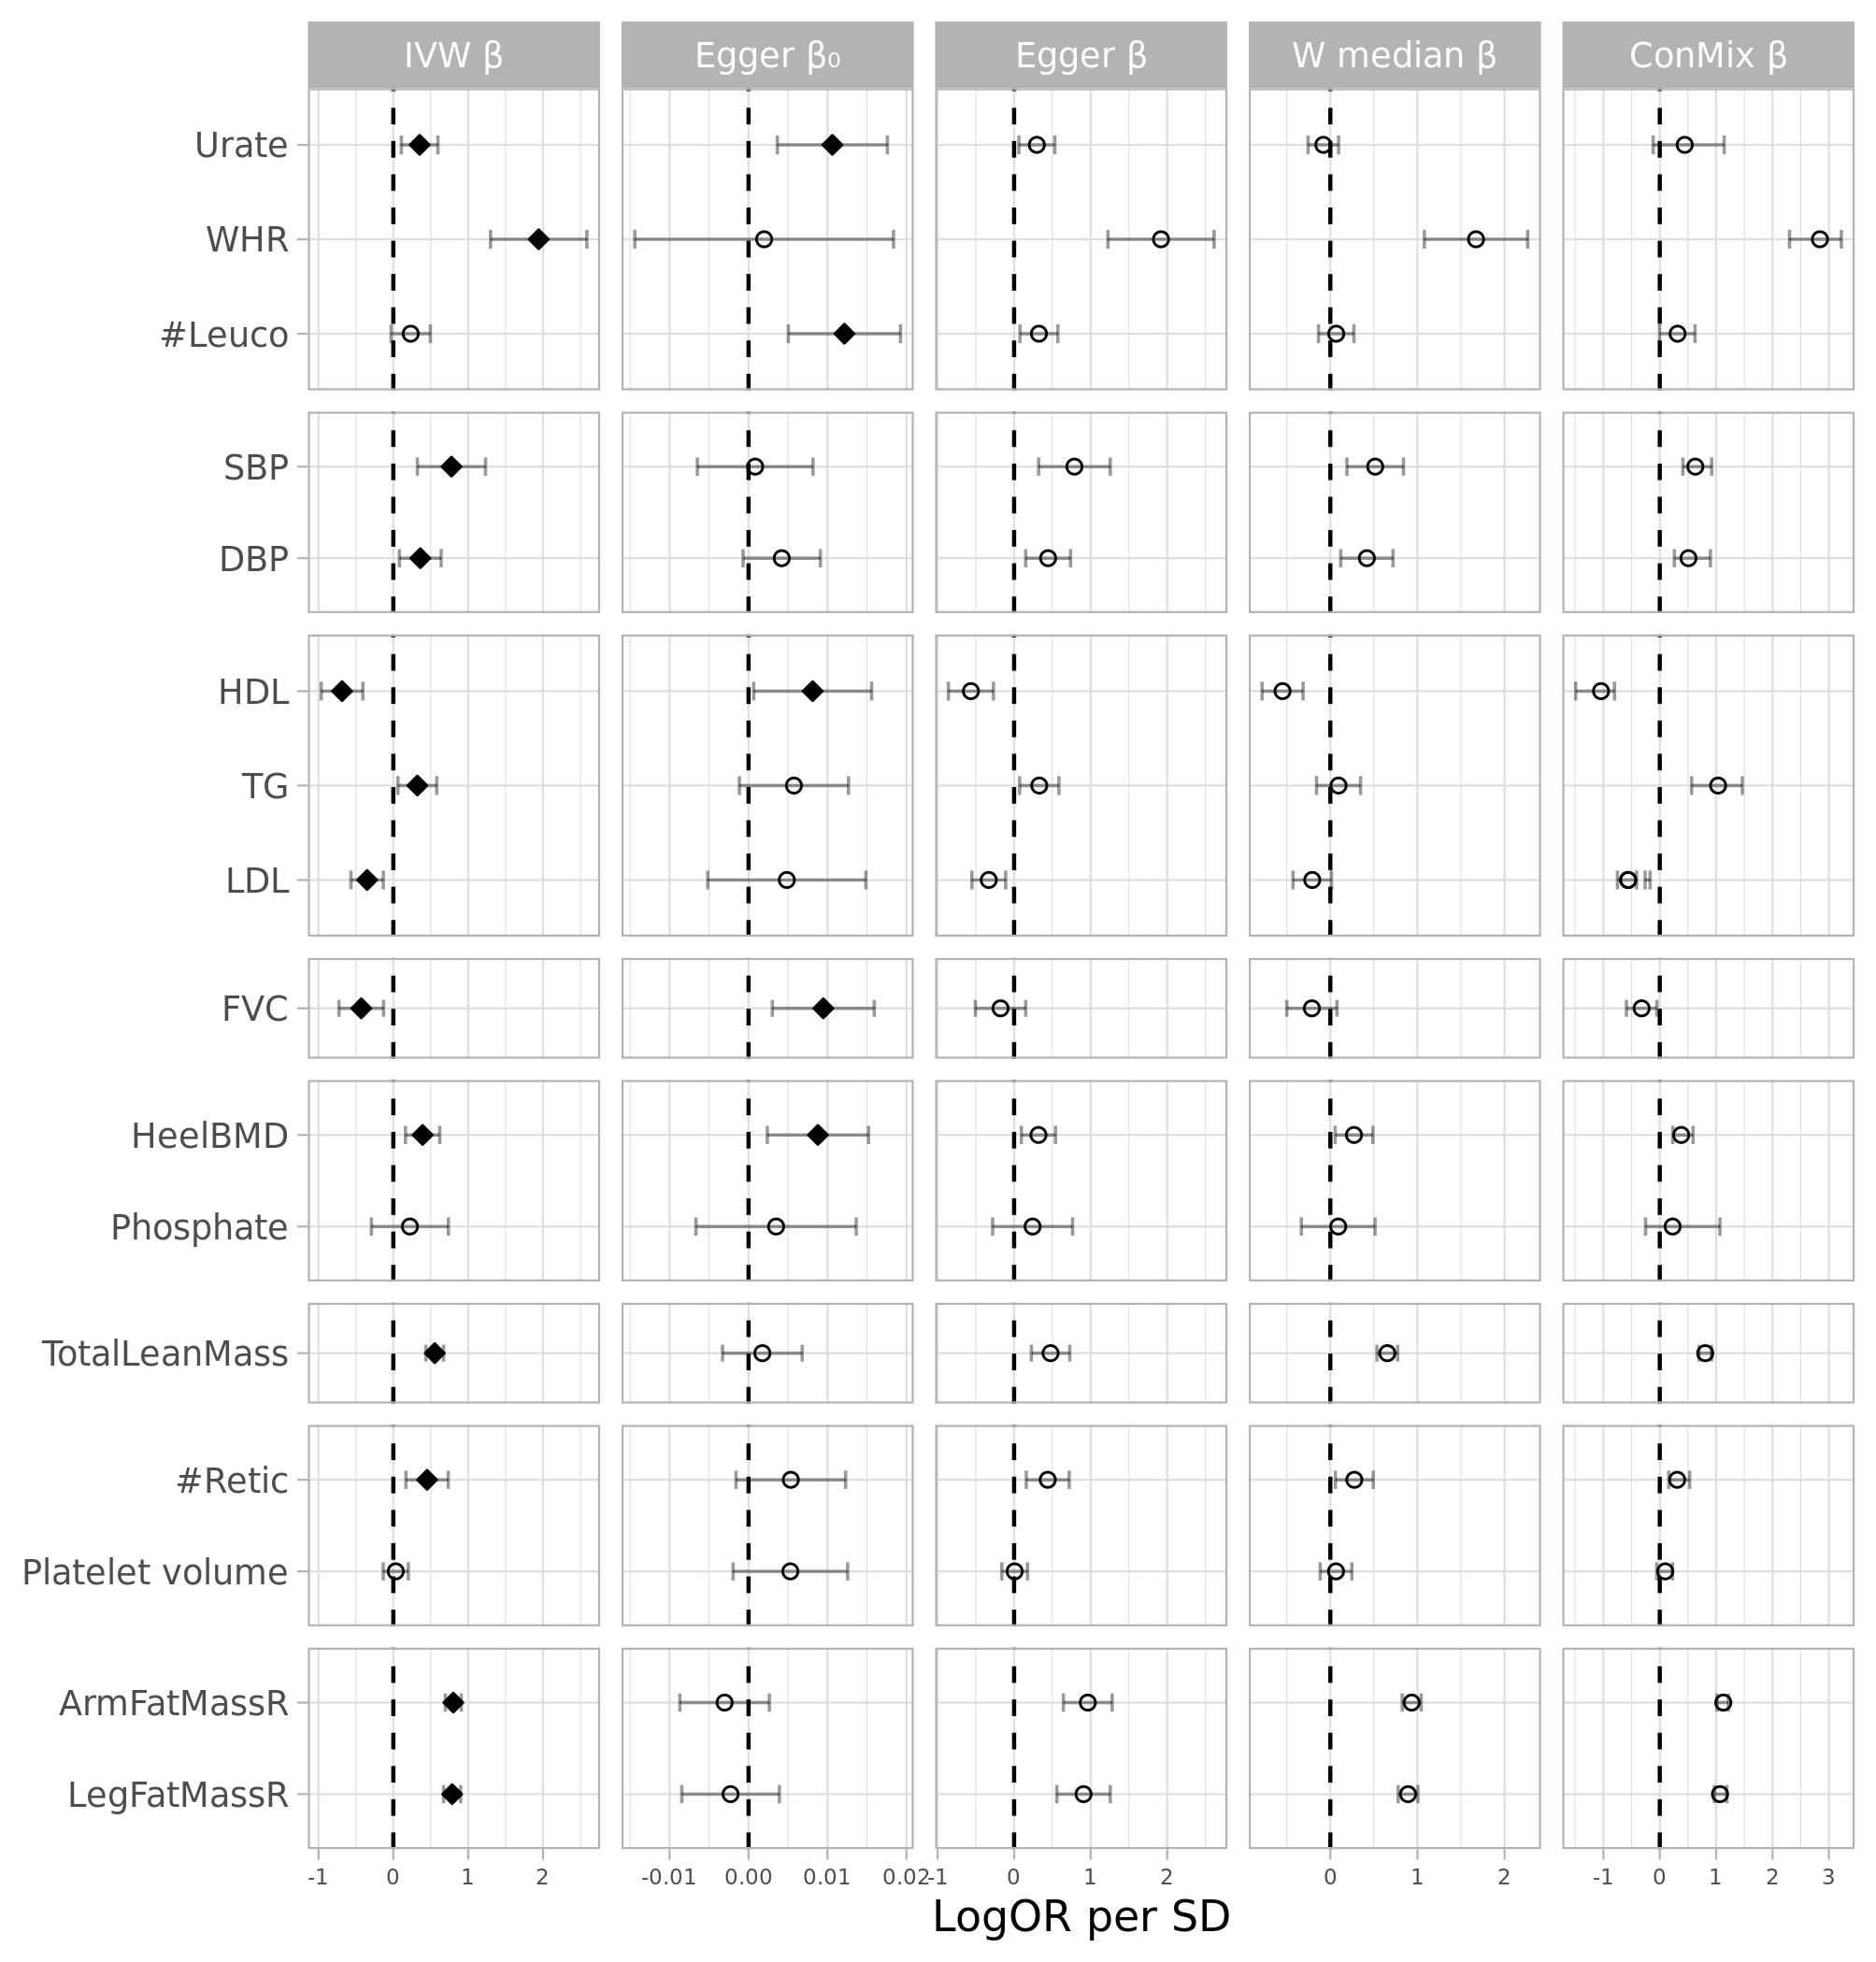 IVW β Egger β₀ Egger β W median β ConMix β
Urate
WHR
#Leuco
SBP
DBP
HDL
TG
LDL
FVC
HeelBMD
Phosphate
TotalLeanMass
#Retic
Platelet volume
ArmFatMassR
LegFatMassR
-1 0 1 2 -0.01 0.00 0.01 0.02 -1 0 1 2 0 1 2 -1 0 1 2 3
LogOR per SD